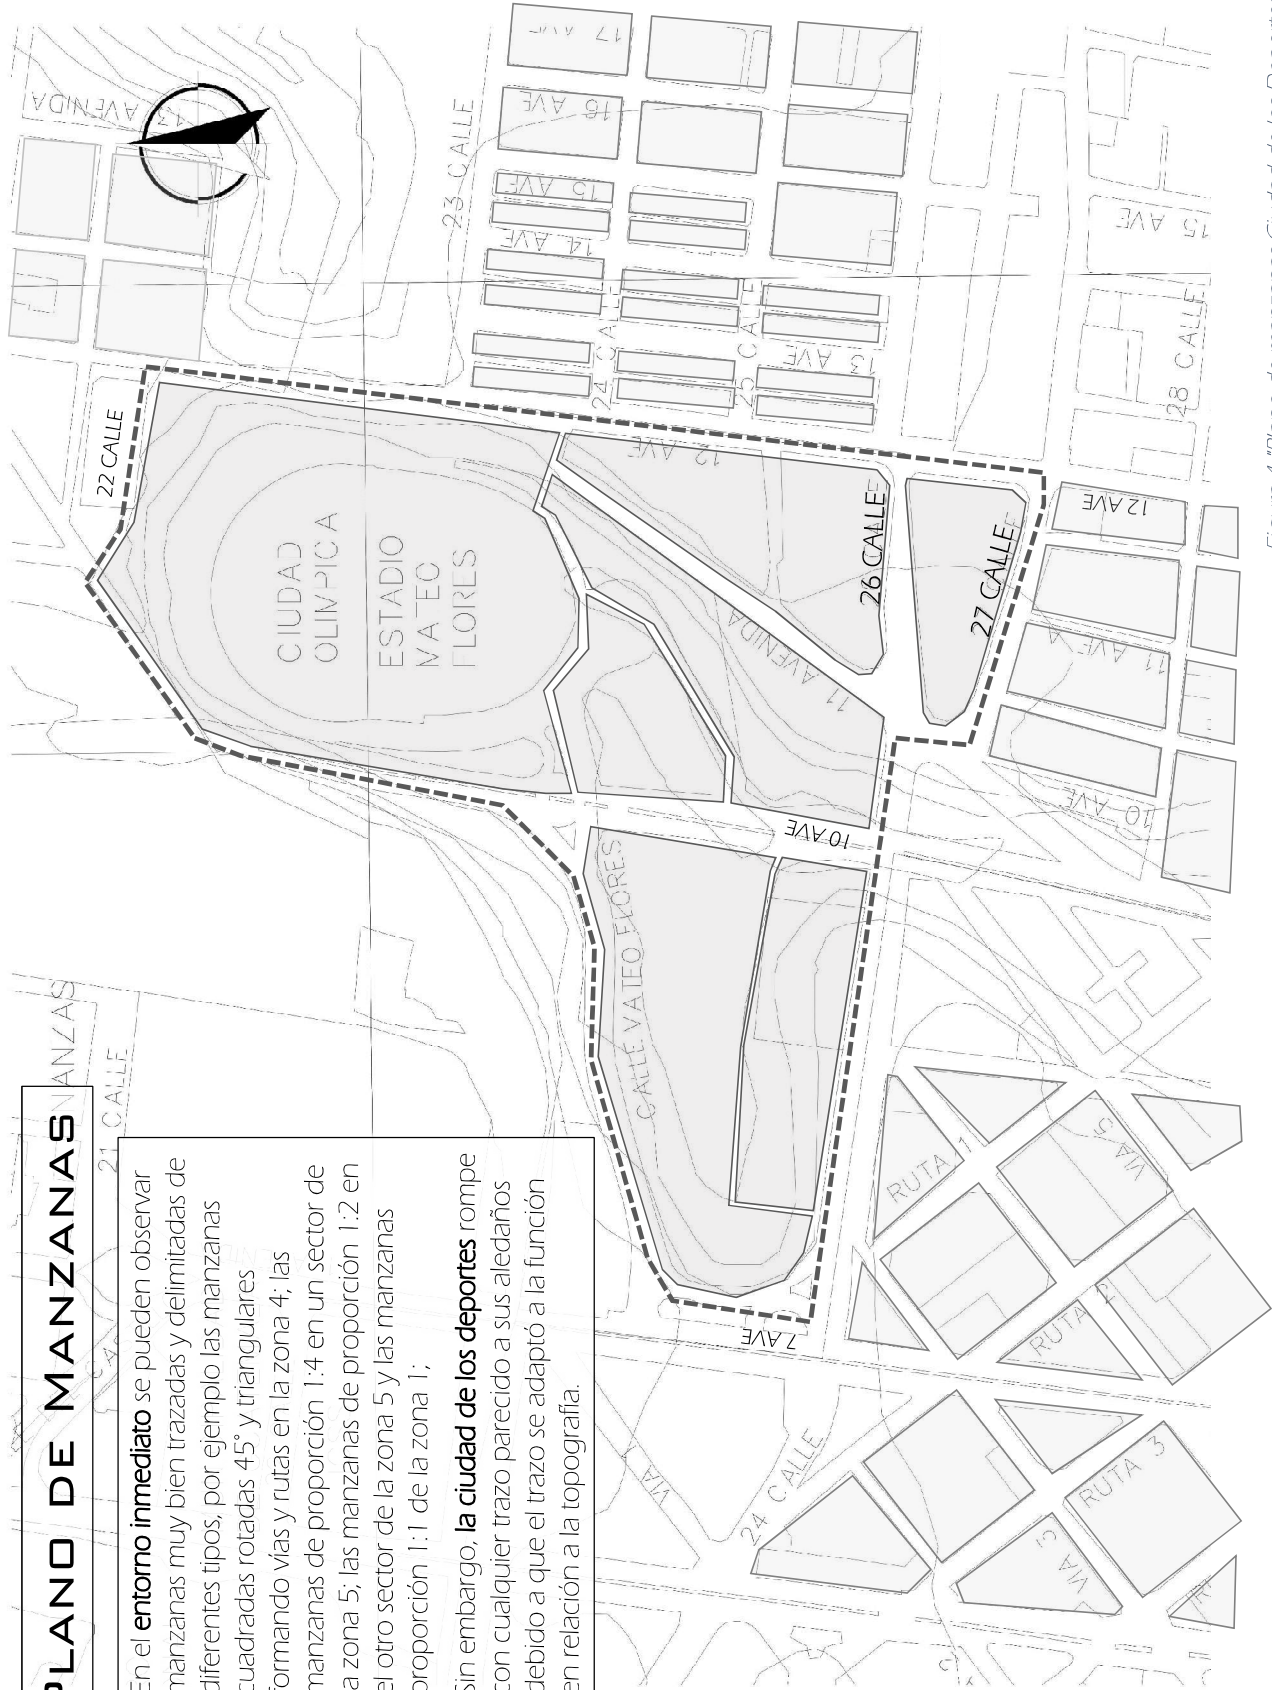 PLANO DE MANZANAS
En el entorno inmediato se pueden observar
manzanas muy bien trazadas y delimitadas de
diferentes tipos, por ejemplo las manzanas
cuadradas rotadas 45° y triangulares
formando vías y rutas en la zona 4; las
manzanas de proporción 1:4 en un sector de
la zona 5; las manzanas de proporción 1:2 en
el otro sector de la zona 5 y las manzanas
proporción 1:1 de la zona 1;
Sin embargo, la ciudad de los deportes rompe
con cualquier trazo parecido a sus aledaños
debido a que el trazo se adaptó a la función
en relación a la topografía.
21 CALLE
22 CALLE
13 AVENIDA
CIUDAD
OLIMPICA
ESTADIO
MATEO
FLORES
23 CALLE
17 AVE
16 AVE
15 AVE
14 AVE
24 CALLE
25 CALLE
13 AVE
12 AVE
11 AVENIDA
26 CALLE
27 CALLE
28 CALLE
15 AVE
12 AVE
11 AVE
10 AVE
10 AVE
CALLE MATEO FLORES
7 AVE
RUTA 1
RUTA 2
RUTA 3
VIA 5
VIA 3
VIA 1
24 CALLE